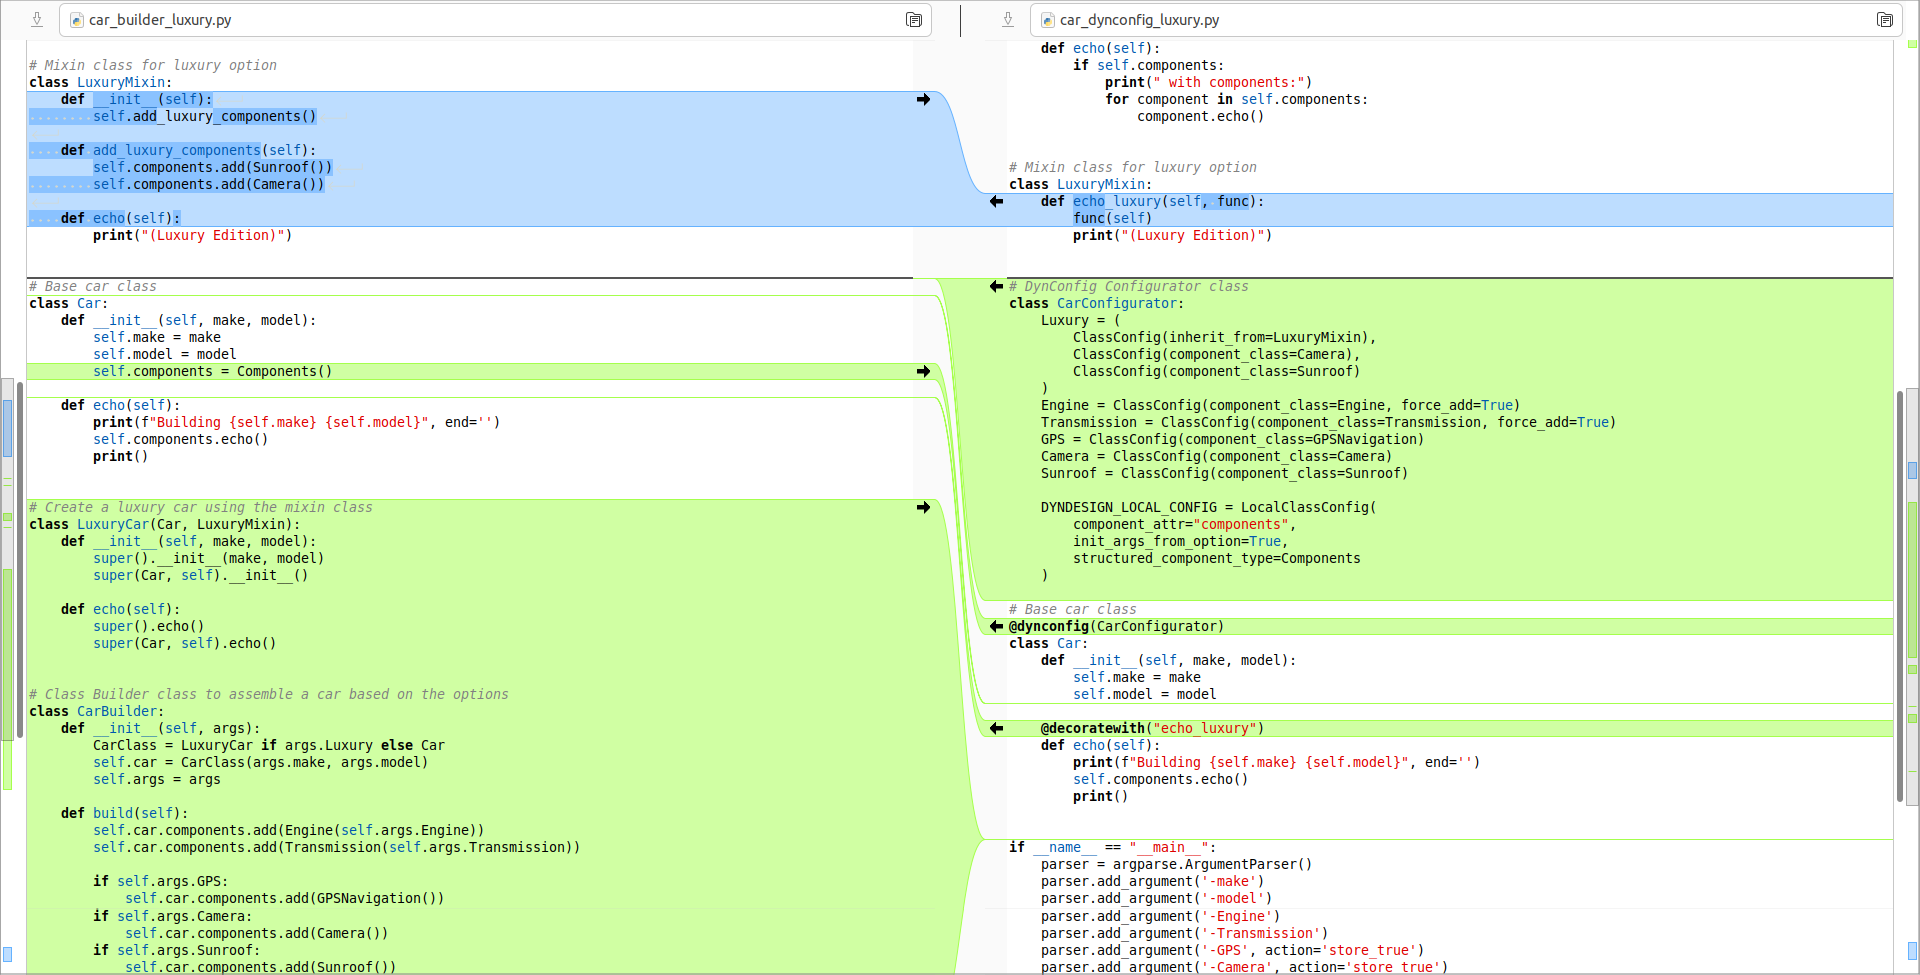 car_builder_luxury.py
# Mixin class for luxury option
class LuxuryMixin:
    def __init__(self):
        self.add_luxury_components()

    def add_luxury_components(self):
        self.components.add(Sunroof())
        self.components.add(Camera())

    def echo(self):
        print("(Luxury Edition)")

# Base car class
class Car:
    def __init__(self, make, model):
        self.make = make
        self.model = model
        self.components = Components()

    def echo(self):
        print(f"Building {self.make} {self.model}", end='')
        self.components.echo()
        print()

# Create a luxury car using the mixin class
class LuxuryCar(Car, LuxuryMixin):
    def __init__(self, make, model):
        super().__init__(make, model)
        super(Car, self).__init__()

    def echo(self):
        super().echo()
        super(Car, self).echo()

# Class Builder class to assemble a car based on the options
class CarBuilder:
    def __init__(self, args):
        CarClass = LuxuryCar if args.Luxury else Car
        self.car = CarClass(args.make, args.model)
        self.args = args

    def build(self):
        self.car.components.add(Engine(self.args.Engine))
        self.car.components.add(Transmission(self.args.Transmission))

        if self.args.GPS:
            self.car.components.add(GPSNavigation())
        if self.args.Camera:
            self.car.components.add(Camera())
        if self.args.Sunroof:
            self.car.components.add(Sunroof())
car_dynconfig_luxury.py
    def echo(self):
        if self.components:
            print(" with components:")
            for component in self.components:
                component.echo()

# Mixin class for luxury option
class LuxuryMixin:
    def echo_luxury(self, func):
        func(self)
        print("(Luxury Edition)")

# DynConfig Configurator class
class CarConfigurator:
    Luxury = (
        ClassConfig(inherit_from=LuxuryMixin),
        ClassConfig(component_class=Camera),
        ClassConfig(component_class=Sunroof)
    )
    Engine = ClassConfig(component_class=Engine, force_add=True)
    Transmission = ClassConfig(component_class=Transmission, force_add=True)
    GPS = ClassConfig(component_class=GPSNavigation)
    Camera = ClassConfig(component_class=Camera)
    Sunroof = ClassConfig(component_class=Sunroof)

    DYNDESIGN_LOCAL_CONFIG = LocalClassConfig(
        component_attr="components",
        init_args_from_option=True,
        structured_component_type=Components
    )

# Base car class
@dynconfig(CarConfigurator)
class Car:
    def __init__(self, make, model):
        self.make = make
        self.model = model

    @decoratewith("echo_luxury")
    def echo(self):
        print(f"Building {self.make} {self.model}", end='')
        self.components.echo()
        print()

if __name__ == "__main__":
    parser = argparse.ArgumentParser()
    parser.add_argument('-make')
    parser.add_argument('-model')
    parser.add_argument('-Engine')
    parser.add_argument('-Transmission')
    parser.add_argument('-GPS', action='store_true')
    parser.add_argument('-Camera', action='store_true')